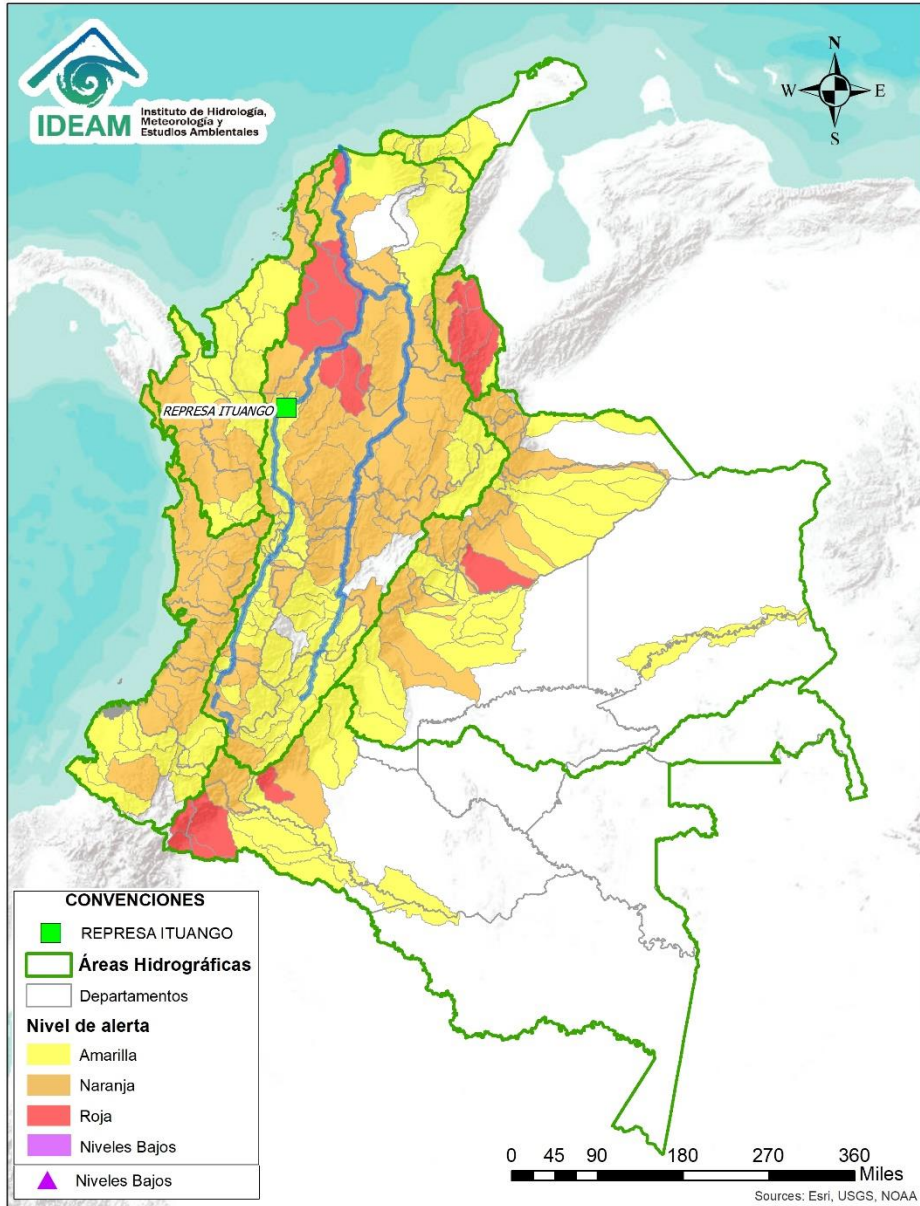 IDEAM
Instituto de Hidrología,
Meteorología y
Estudios Ambientales
N
W
E
S
REPRESA ITUANGO
CONVENCIONES
REPRESA ITUANGO
Áreas Hidrográficas
Departamentos
Nivel de alerta
Amarilla
Naranja
Roja
Niveles Bajos
Niveles Bajos
0 45 90 180 270 360
Miles
Sources: Esri, USGS, NOAA